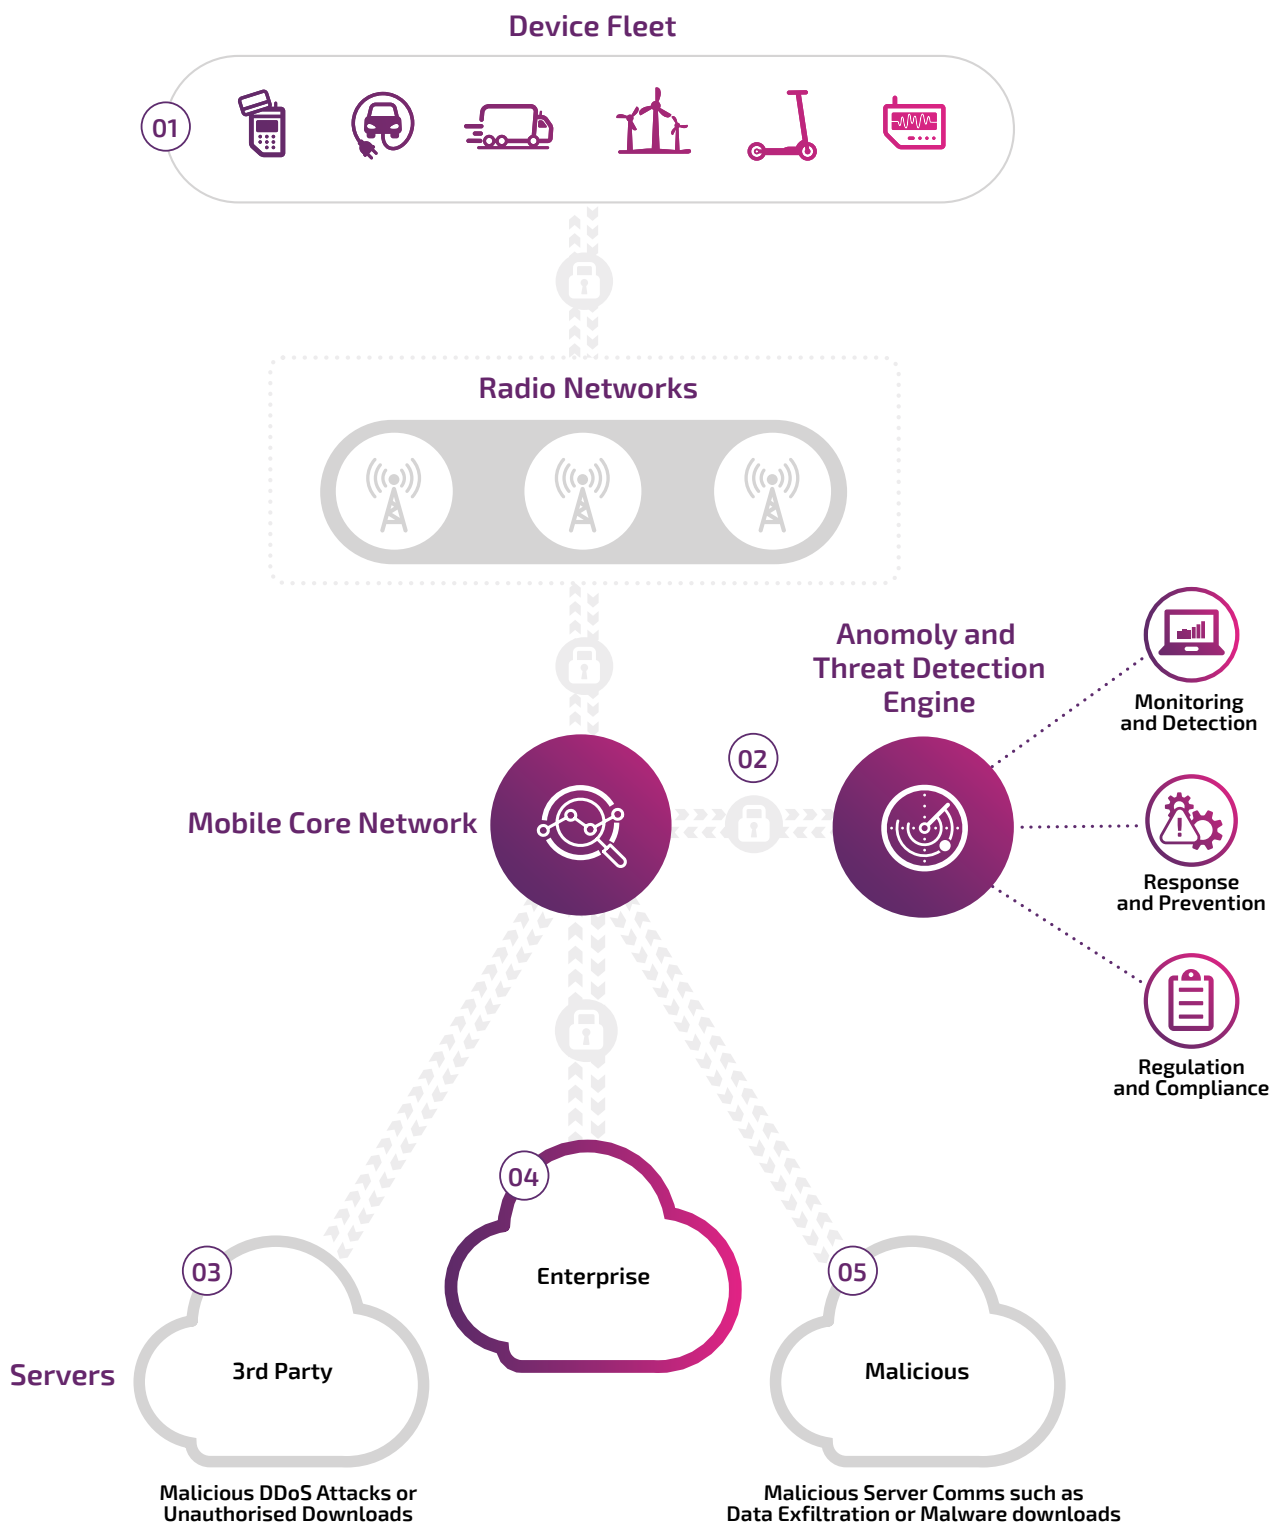 Device Fleet
01
Radio Networks
Anomoly and
Threat Detection
Engine
Monitoring
and Detection
02
Mobile Core Network
Response
and Prevention
Regulation
and Compliance
04
Enterprise
03
3rd Party
05
Malicious
Servers
Malicious DDoS Attacks or
Unauthorised Downloads
Malicious Server Comms such as
Data Exfiltration or Malware downloads